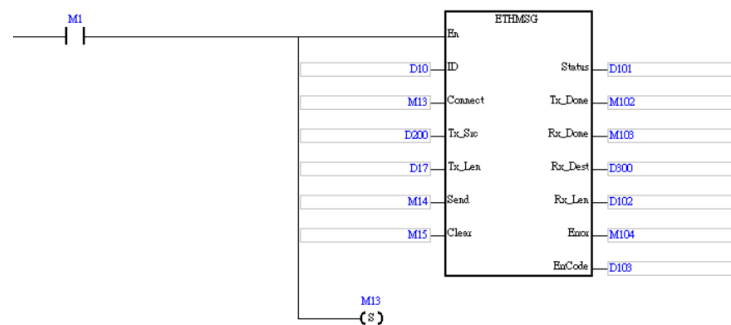 M1
ETHMSG
En
D10 ID Status D101
M13 Connect Tx_Done M102
D200 Tx_Src Rx_Done M103
D17 Tx_Len Rx_Dest D300
M14 Send Rx_Len D102
M15 Clear Error M104
ErrCode D103
M13
S